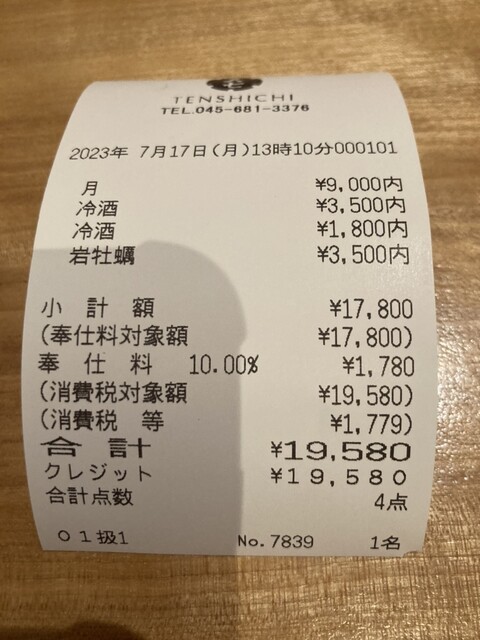 TENSHICHI
TEL.045-681-3376
2023年 7月17日(月)13時10分000101
月 ¥9,000内
冷酒 ¥3,500内
冷酒 ¥1,800内
岩牡蠣 ¥3,500内
小 計 額 ¥17,800
(奉仕料対象額 ¥17,800)
奉 仕 料 10.00% ¥1,780
(消費税対象額 ¥19,580)
(消費税 等 ¥1,779)
合 計 ¥19,580
クレジット ¥19,580
合計点数 4点
01扱1 No.7839 1名